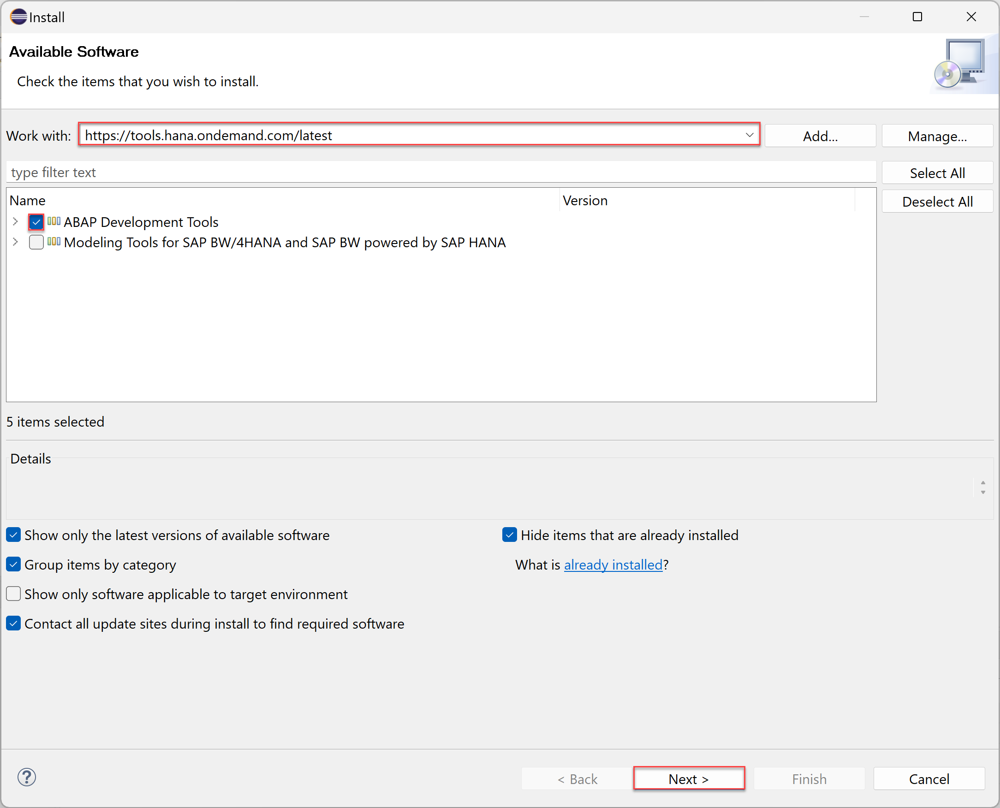 Install
Available Software
Check the items that you wish to install.
Work with: https://tools.hana.ondemand.com/latest Add... Manage...
type filter text Select All
Deselect All
Name Version
ABAP Development Tools
Modeling Tools for SAP BW/4HANA and SAP BW powered by SAP HANA
5 items selected
Details
Show only the latest versions of available software Hide items that are already installed
Group items by category What is already installed?
Show only software applicable to target environment
Contact all update sites during install to find required software
? < Back Next > Finish Cancel